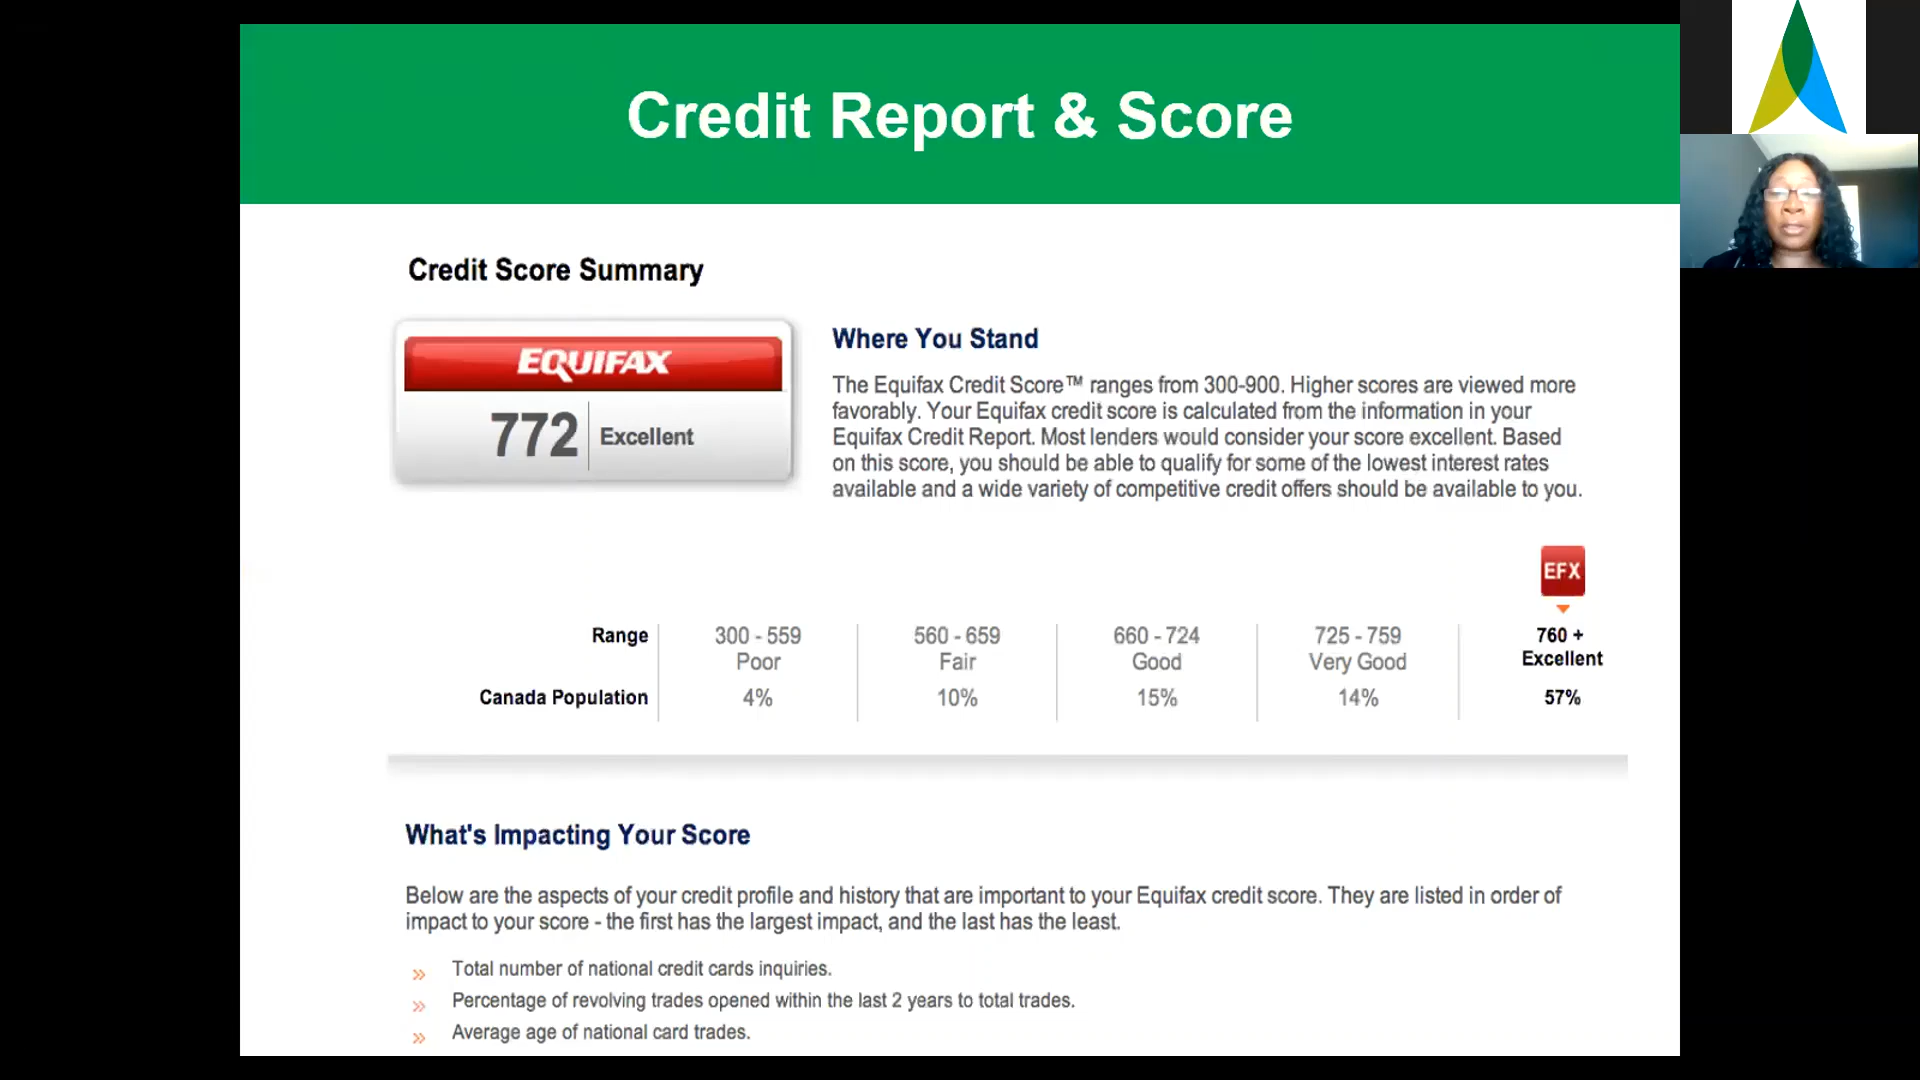 Credit Report & Score
Credit Score Summary
EQUIFAX
772 Excellent
Where You Stand
The Equifax Credit Score™ ranges from 300-900. Higher scores are viewed more
favorably. Your Equifax credit score is calculated from the information in your
Equifax Credit Report. Most lenders would consider your score excellent. Based
on this score, you should be able to qualify for some of the lowest interest rates
available and a wide variety of competitive credit offers should be available to you.
EFX
Range 300 - 559 560 - 659 660 - 724 725 - 759 760 +
Poor Fair Good Very Good Excellent
Canada Population 4% 10% 15% 14% 57%
What's Impacting Your Score
Below are the aspects of your credit profile and history that are important to your Equifax credit score. They are listed in order of
impact to your score - the first has the largest impact, and the last has the least.
» Total number of national credit cards inquiries.
» Percentage of revolving trades opened within the last 2 years to total trades.
» Average age of national card trades.